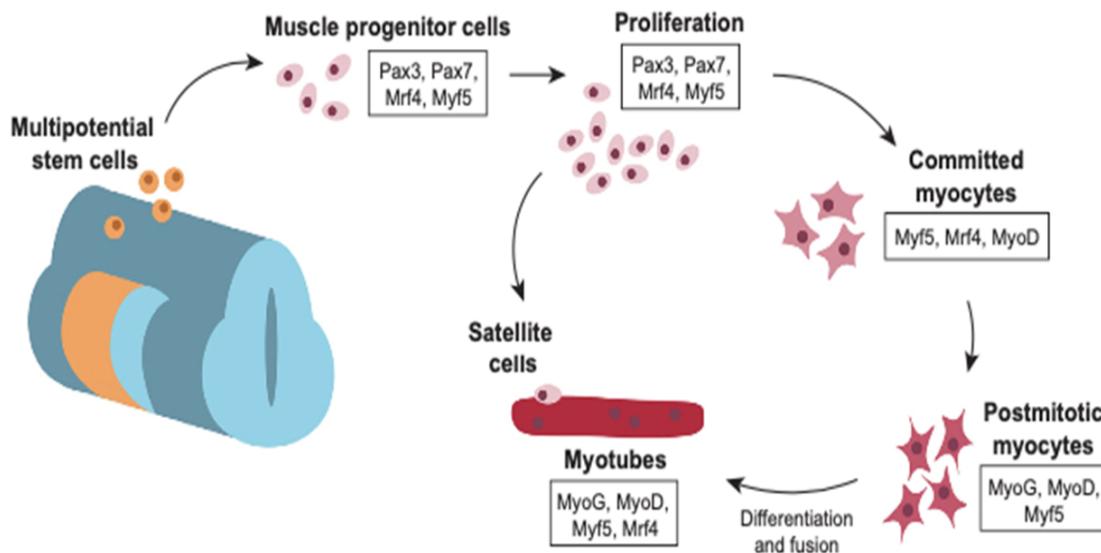 Muscle progenitor cells
Pax3, Pax7,
Mrf4, Myf5
Proliferation
Pax3, Pax7,
Mrf4, Myf5
Multipotential
stem cells
Committed
myocytes
Myf5, Mrf4, MyoD
Satellite
cells
Postmitotic
myocytes
MyoG, MyoD,
Myf5
Myotubes
MyoG, MyoD,
Myf5, Mrf4
Differentiation
and fusion